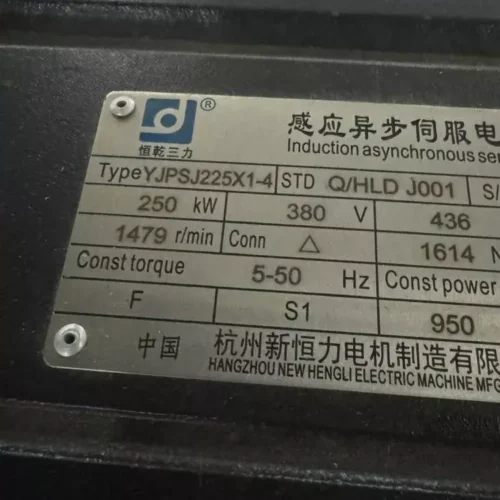 ®
恒乾三力
感应异步伺服电
Induction asynchronous se
Type YJPSJ225X1-4 STD Q/HLD J001 S/
250 kW 380 V 436
1479 r/min Conn △ 1614 N
Const torque 5-50 Hz Const power
F S1 950
中国 杭州新恒力电机制造有限
HANGZHOU NEW HENGLI ELECTRIC MACHINE MFG